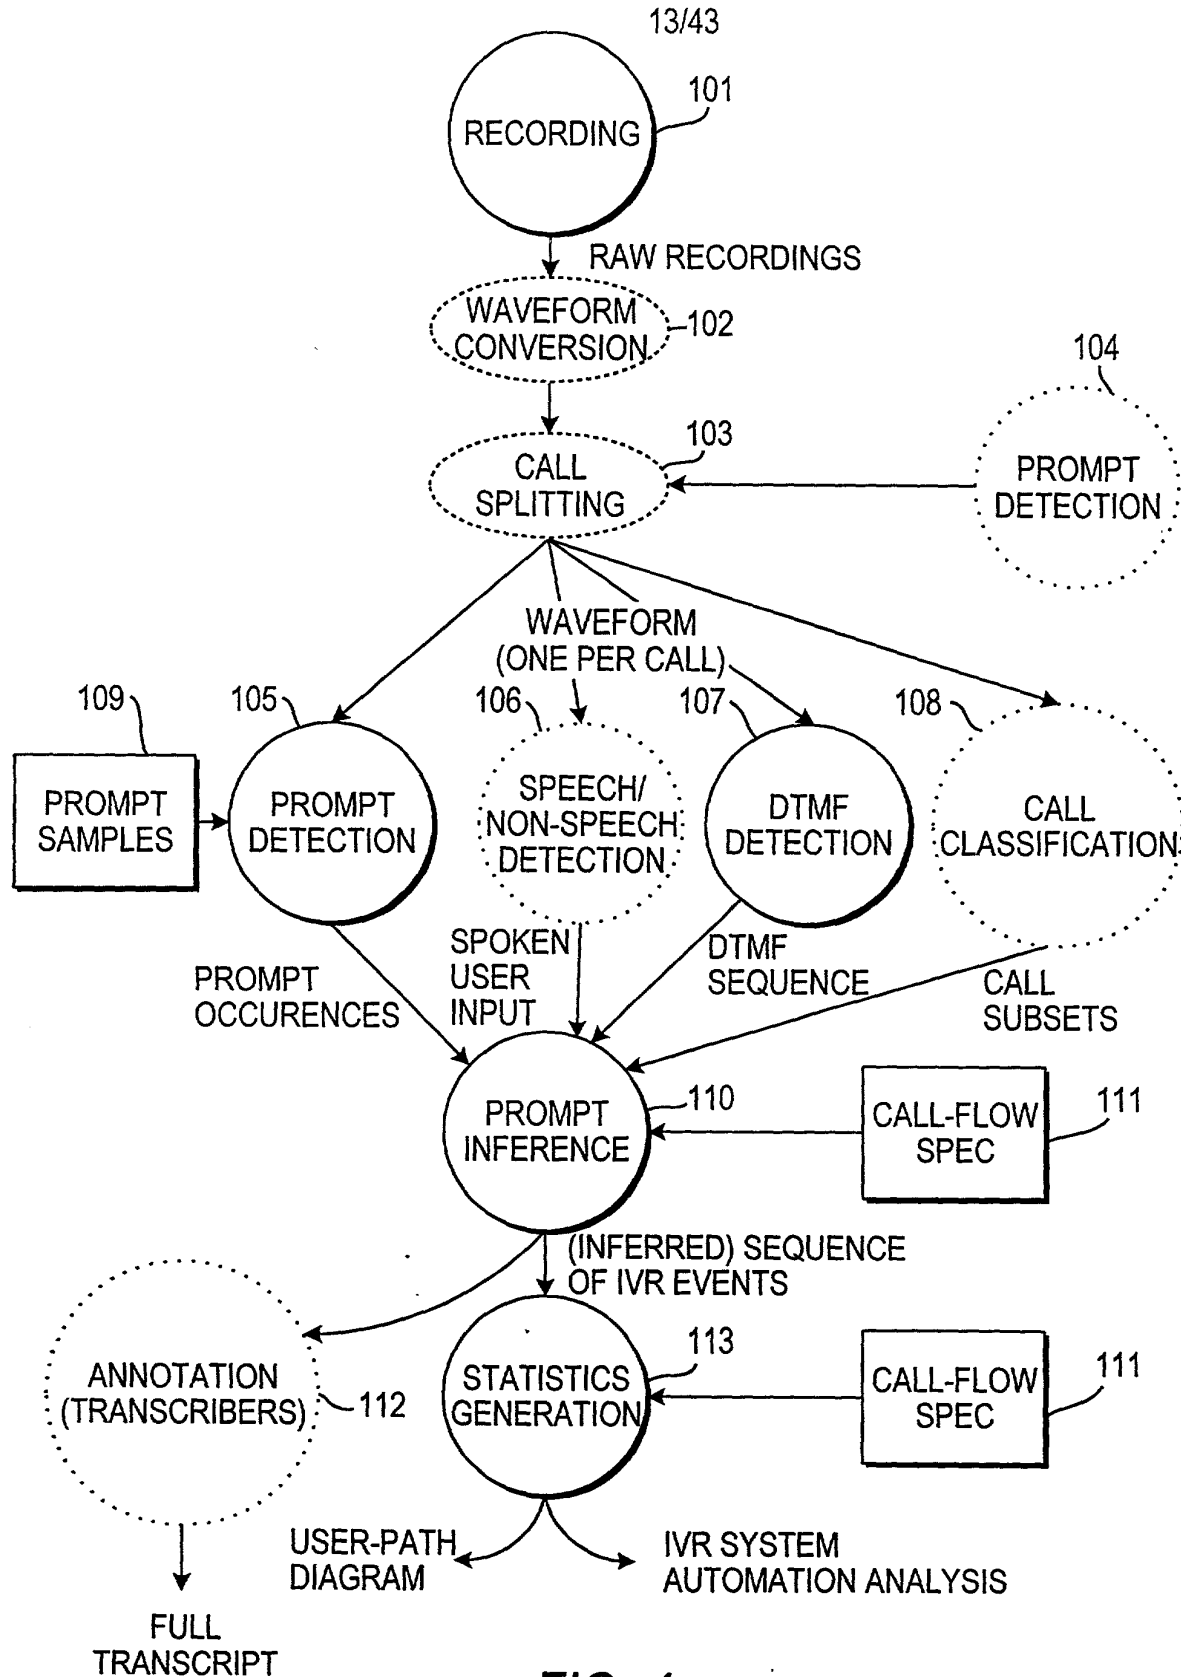 13/43
101
RECORDING
RAW RECORDINGS
WAVEFORM
CONVERSION
102
104
103
CALL
SPLITTING
PROMPT
DETECTION
WAVEFORM
(ONE PER CALL)
109
105
106
107
108
PROMPT
SAMPLES
PROMPT
DETECTION
SPEECH/
NON-SPEECH
DETECTION
DTMF
DETECTION
CALL
CLASSIFICATION
PROMPT
OCCURENCES
SPOKEN
USER
INPUT
DTMF
SEQUENCE
CALL
SUBSETS
PROMPT
INFERENCE
110
CALL-FLOW
SPEC
111
(INFERRED) SEQUENCE
OF IVR EVENTS
ANNOTATION
(TRANSCRIBERS)
112
STATISTICS
GENERATION
113
CALL-FLOW
SPEC
111
USER-PATH
DIAGRAM
IVR SYSTEM
AUTOMATION ANALYSIS
FULL
TRANSCRIPT